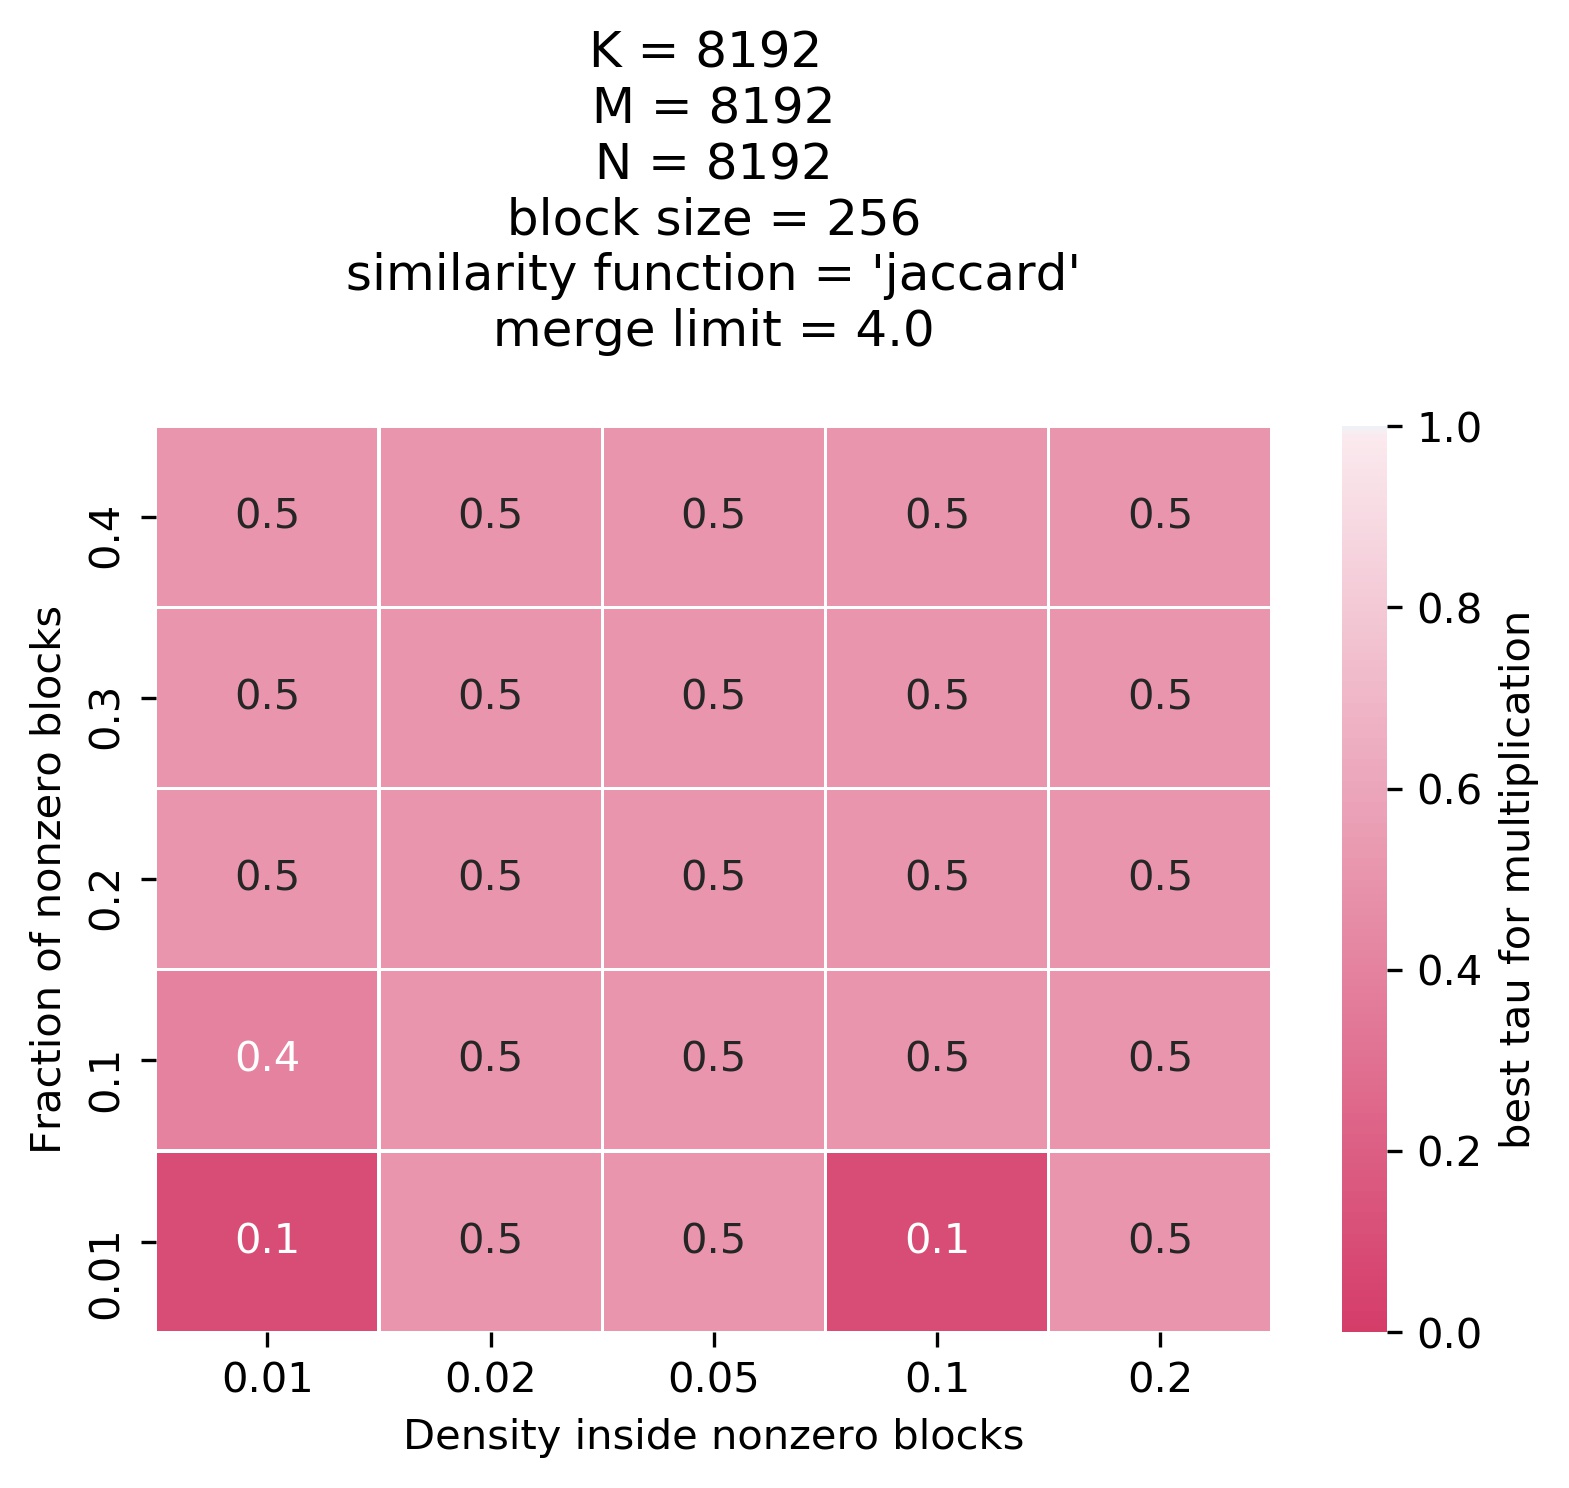 K = 8192
M = 8192
N = 8192
block size = 256
similarity function = 'jaccard'
merge limit = 4.0
Fraction of nonzero blocks
0.4 0.5 0.5 0.5 0.5 0.5
0.3 0.5 0.5 0.5 0.5 0.5
0.2 0.5 0.5 0.5 0.5 0.5
0.1 0.4 0.5 0.5 0.5 0.5
0.01 0.1 0.5 0.5 0.1 0.5
0.01 0.02 0.05 0.1 0.2
Density inside nonzero blocks
1.0
0.8
0.6
0.4
0.2
0.0
best tau for multiplication